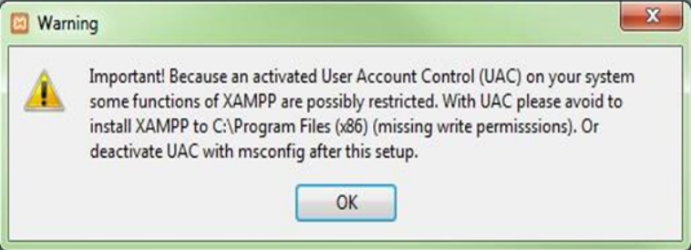 Warning
Important! Because an activated User Account Control (UAC) on your system
some functions of XAMPP are possibly restricted. With UAC please avoid to
install XAMPP to C:\Program Files (x86) (missing write permisssions). Or
deactivate UAC with msconfig after this setup.
OK